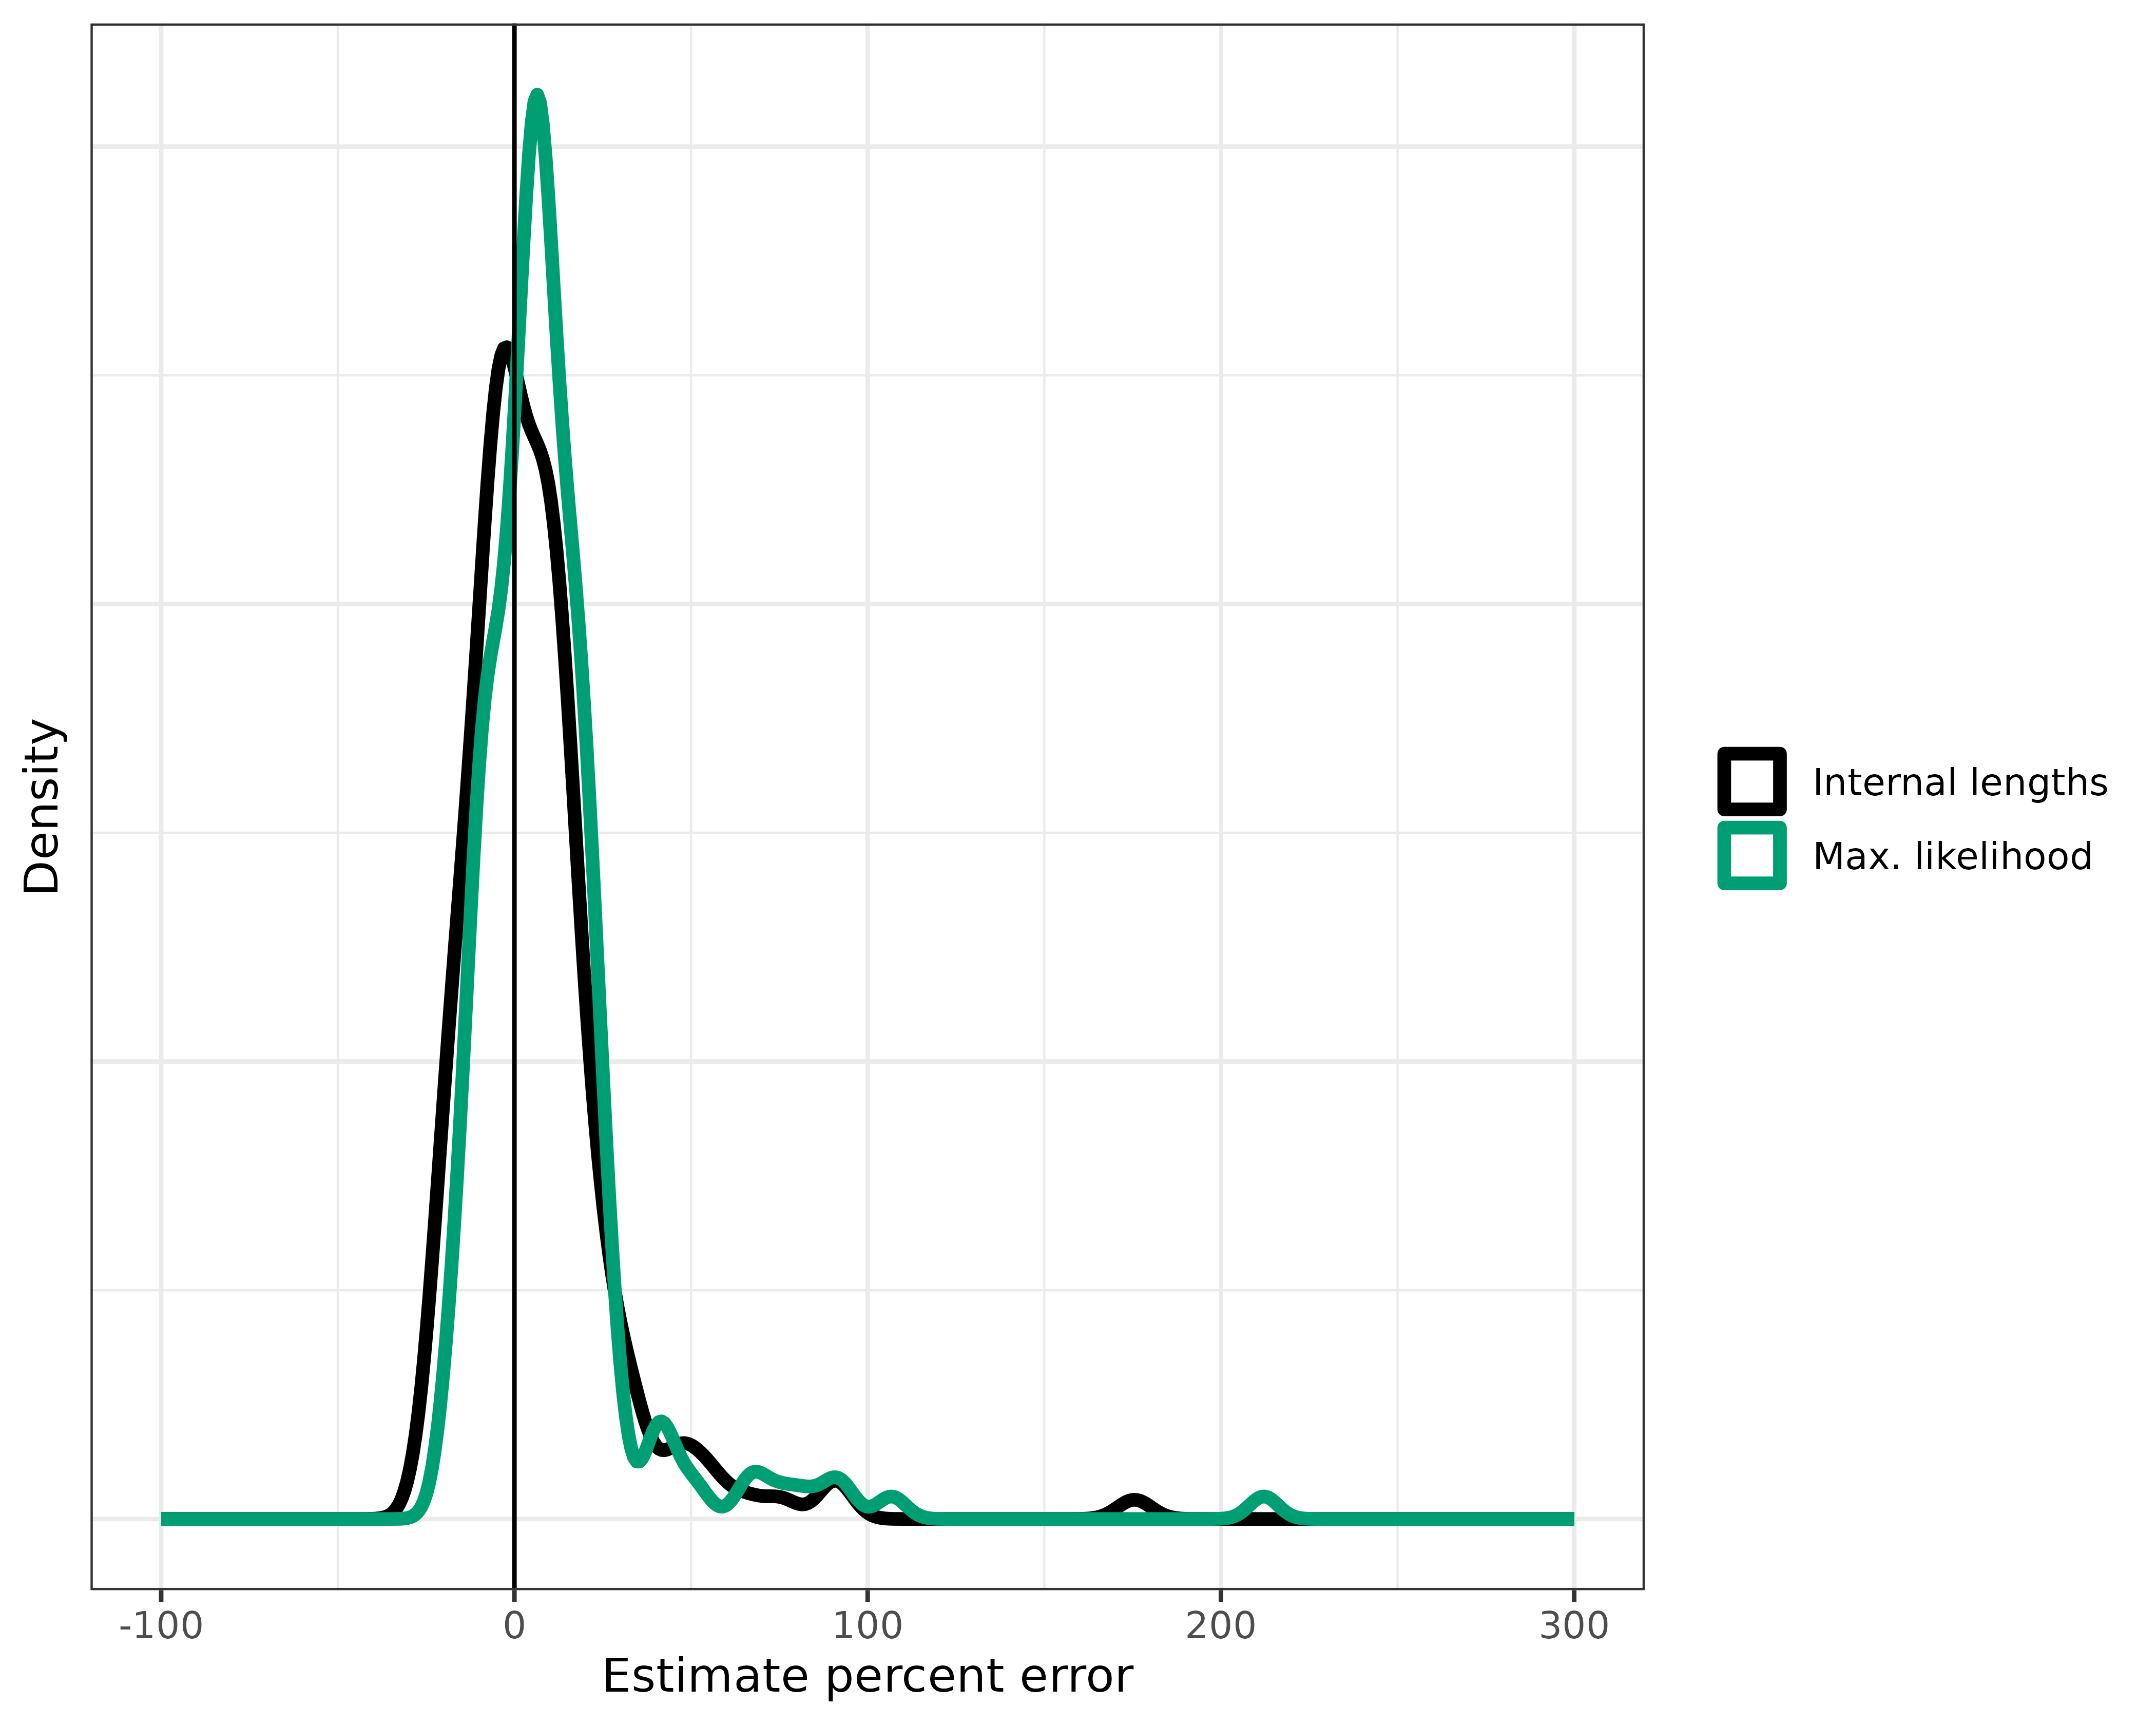 Density
-100
0
100
200
300
Estimate percent error
Internal lengths
Max. likelihood